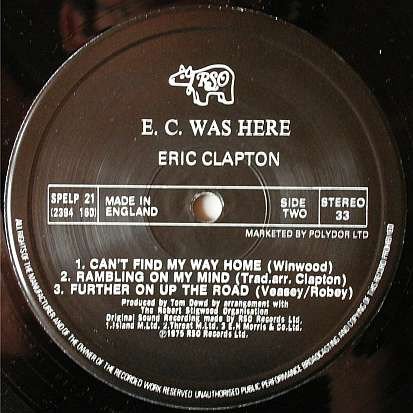 RSO
E. C. WAS HERE
ERIC CLAPTON
SPELP 21
(2394 160)
MADE IN
ENGLAND
SIDE
TWO
STEREO
33
MARKETED BY POLYDOR LTD
1. CAN'T FIND MY WAY HOME (Winwood)
2. RAMBLING ON MY MIND (Trad.arr. Clapton)
3. FURTHER ON UP THE ROAD (Veasey/Robey)
Produced by Tom Dowd by arrangement with
The Robert Stigwood Organisation
Original Sound Recording made by RSO Records Ltd.
1.Island M.Ltd. 2.Throat M.Ltd. 3 E.H Morris & Co.Ltd.
℗1975 RSO Records Ltd.
ALL RIGHTS OF THE MANUFACTURER AND OF THE OWNER OF THE RECORDED WORK RESERVED UNAUTHORISED PUBLIC PERFORMANCE BROADCASTING AND COPYING OF THIS RECORD PROHIBITED